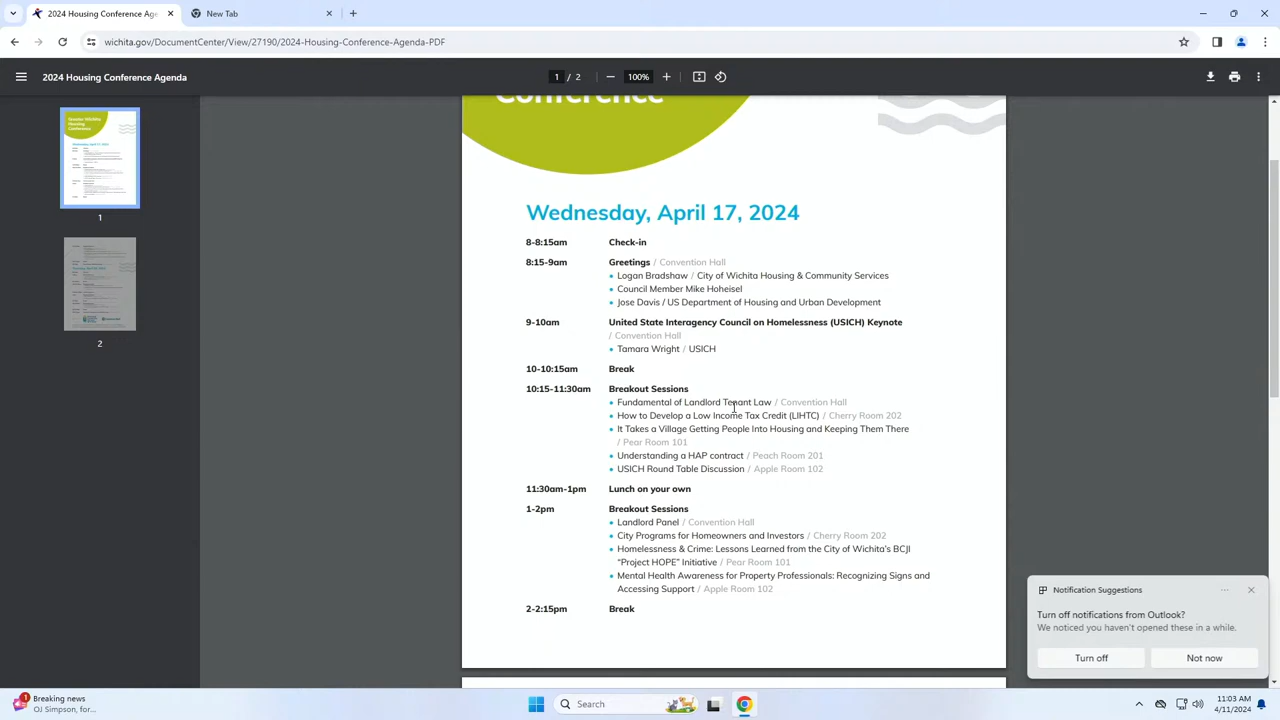 2024 Housing Conference Age
New Tab
wichita.gov/DocumentCenter/View/27190/2024-Housing-Conference-Agenda-PDF
2024 Housing Conference Agenda
1 / 2
100%
Greater Wichita
Housing
Conference
1
2
Conference
Wednesday, April 17, 2024
8-8:15am Check-in
8:15-9am Greetings / Convention Hall
• Logan Bradshaw / City of Wichita Housing & Community Services
• Council Member Mike Hoheisel
• Jose Davis / US Department of Housing and Urban Development
9-10am United State Interagency Council on Homelessness (USICH) Keynote
/ Convention Hall
• Tamara Wright / USICH
10-10:15am Break
10:15-11:30am Breakout Sessions
• Fundamental of Landlord Tenant Law / Convention Hall
• How to Develop a Low Income Tax Credit (LIHTC) / Cherry Room 202
• It Takes a Village Getting People Into Housing and Keeping Them There
/ Pear Room 101
• Understanding a HAP contract / Peach Room 201
• USICH Round Table Discussion / Apple Room 102
11:30am-1pm Lunch on your own
1-2pm Breakout Sessions
• Landlord Panel / Convention Hall
• City Programs for Homeowners and Investors / Cherry Room 202
• Homelessness & Crime: Lessons Learned from the City of Wichita's BCJI
"Project HOPE" Initiative / Pear Room 101
• Mental Health Awareness for Property Professionals: Recognizing Signs and
Accessing Support / Apple Room 102
2-2:15pm Break
Notification Suggestions
Turn off notifications from Outlook?
We noticed you haven't opened these in a while.
Turn off
Not now
1
Breaking news
OJ Simpson, for...
Search
11:03 AM
4/11/2024